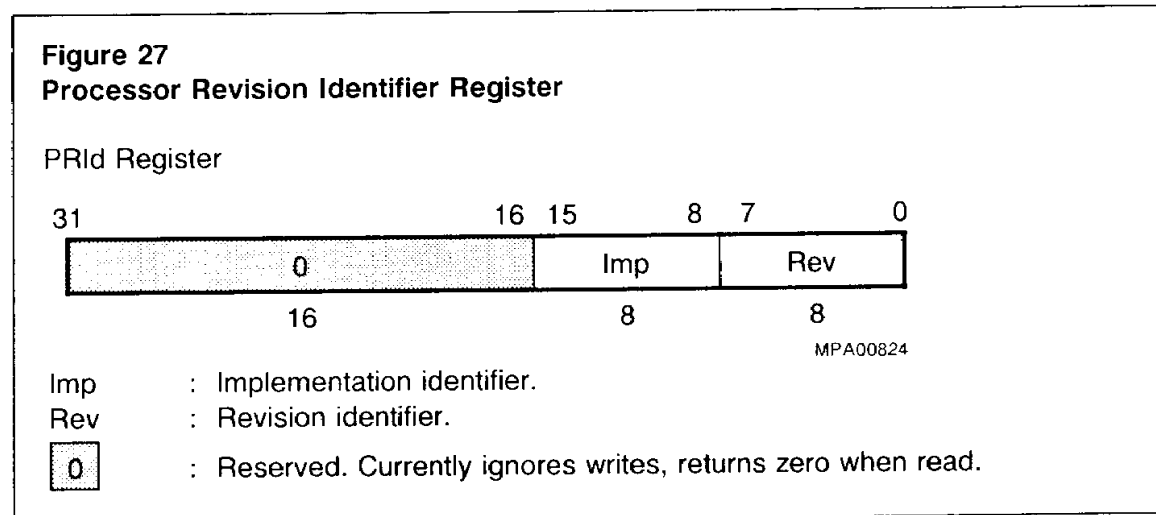 Figure 27
Processor Revision Identifier Register
PRId Register
31 16 15 8 7 0
0 Imp Rev
16 8 8
MPA00824
Imp : Implementation identifier.
Rev : Revision identifier.
0 : Reserved. Currently ignores writes, returns zero when read.